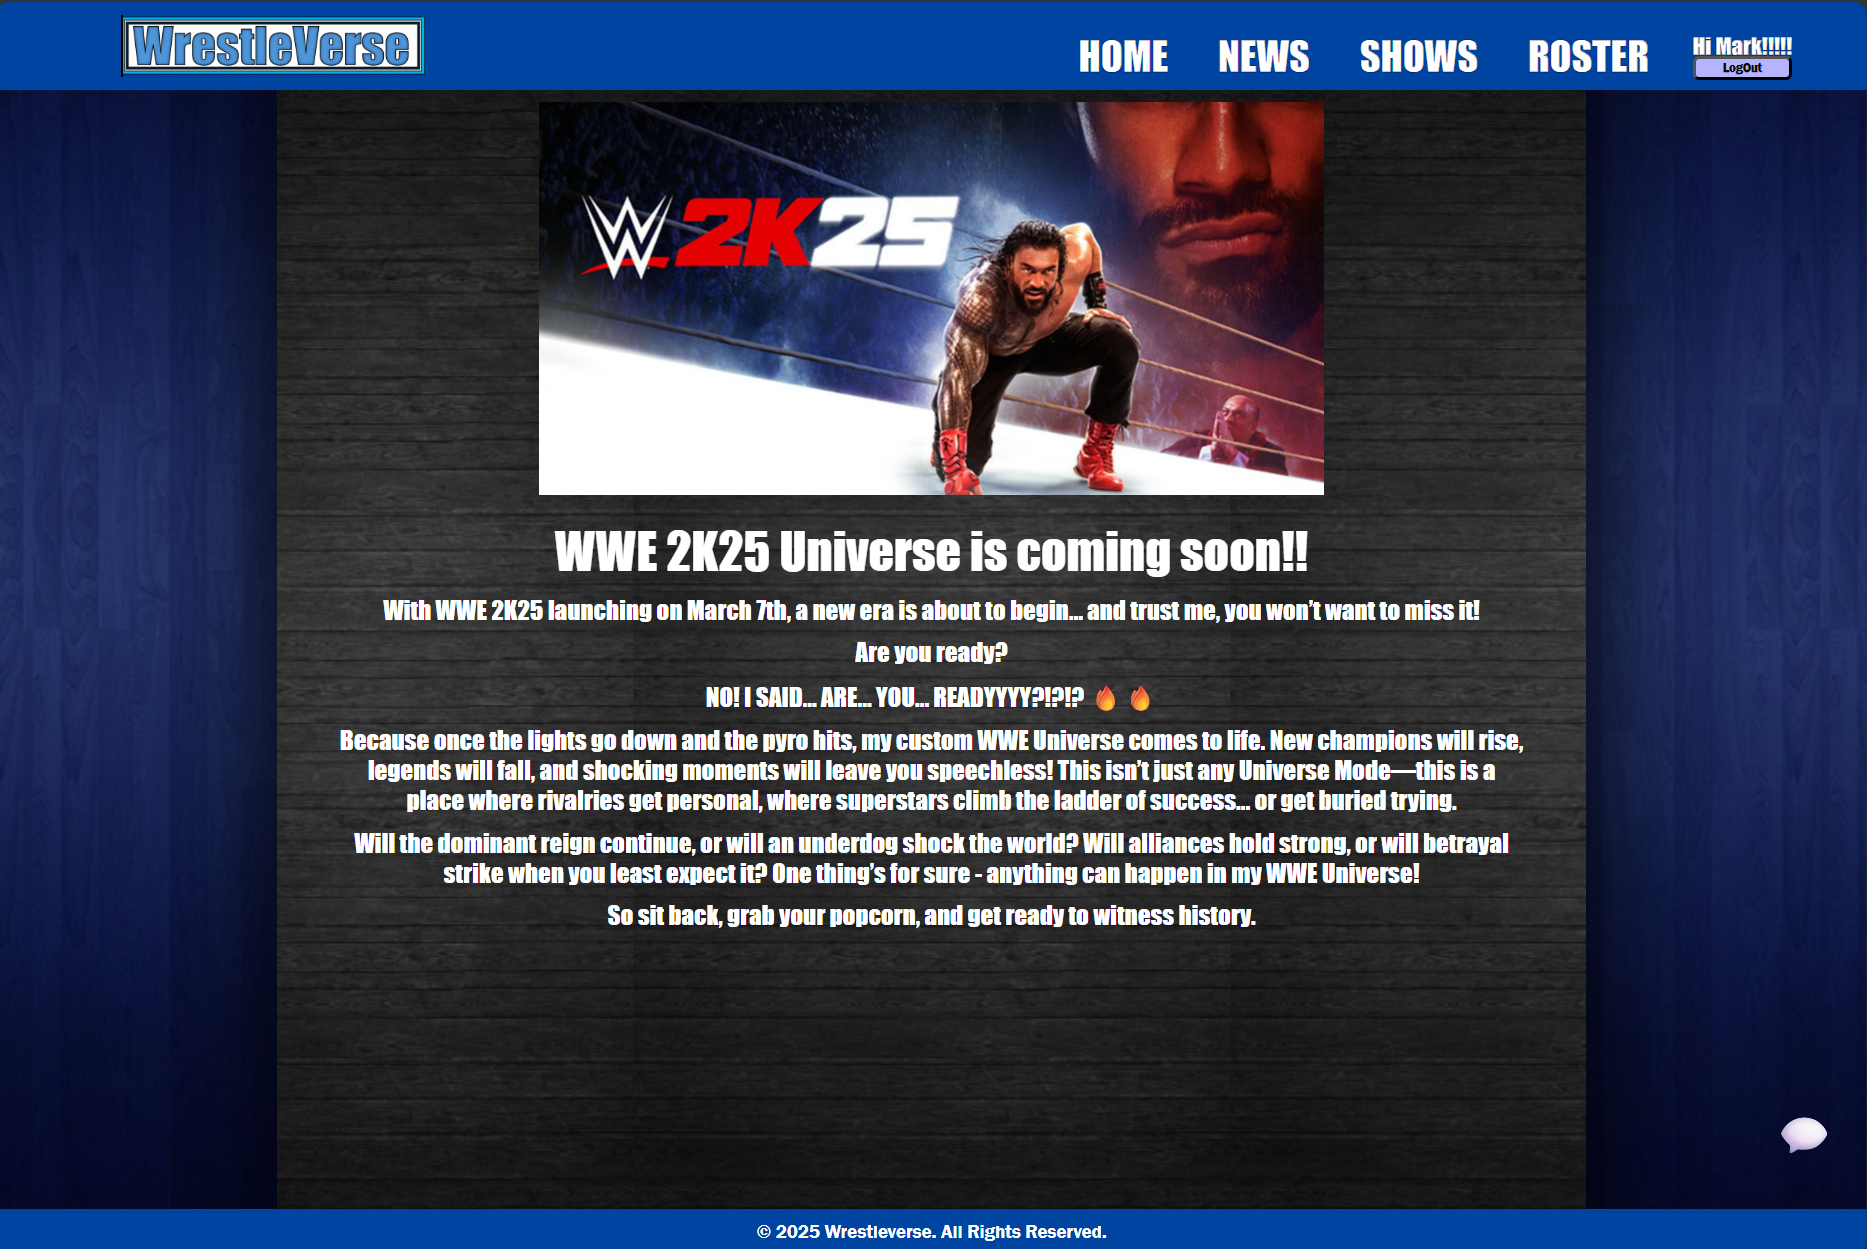 WrestleVerse
HOME NEWS SHOWS ROSTER
Hi Mark!!!!!
LogOut
W 2K25
WWE 2K25 Universe is coming soon!!
With WWE 2K25 launching on March 7th, a new era is about to begin... and trust me, you won’t want to miss it!
Are you ready?
NO! I SAID... ARE... YOU... READYYYY?!?!? 🔥 🔥
Because once the lights go down and the pyro hits, my custom WWE Universe comes to life. New champions will rise,
legends will fall, and shocking moments will leave you speechless! This isn’t just any Universe Mode—this is a
place where rivalries get personal, where superstars climb the ladder of success... or get buried trying.
Will the dominant reign continue, or will an underdog shock the world? Will alliances hold strong, or will betrayal
strike when you least expect it? One thing’s for sure - anything can happen in my WWE Universe!
So sit back, grab your popcorn, and get ready to witness history.
© 2025 Wrestleverse. All Rights Reserved.